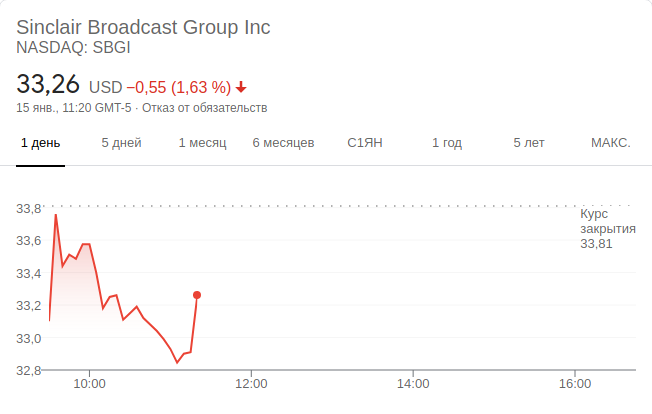 Sinclair Broadcast Group Inc
NASDAQ: SBGI
33,26 USD −0,55 (1,63 %)
15 янв., 11:20 GMT-5 · Отказ от обязательств
1 день 5 дней 1 месяц 6 месяцев С1ЯН 1 год 5 лет МАКС.
33,8
Курс
закрытия
33,81
33,6
33,4
33,2
33,0
32,8
10:00 12:00 14:00 16:00